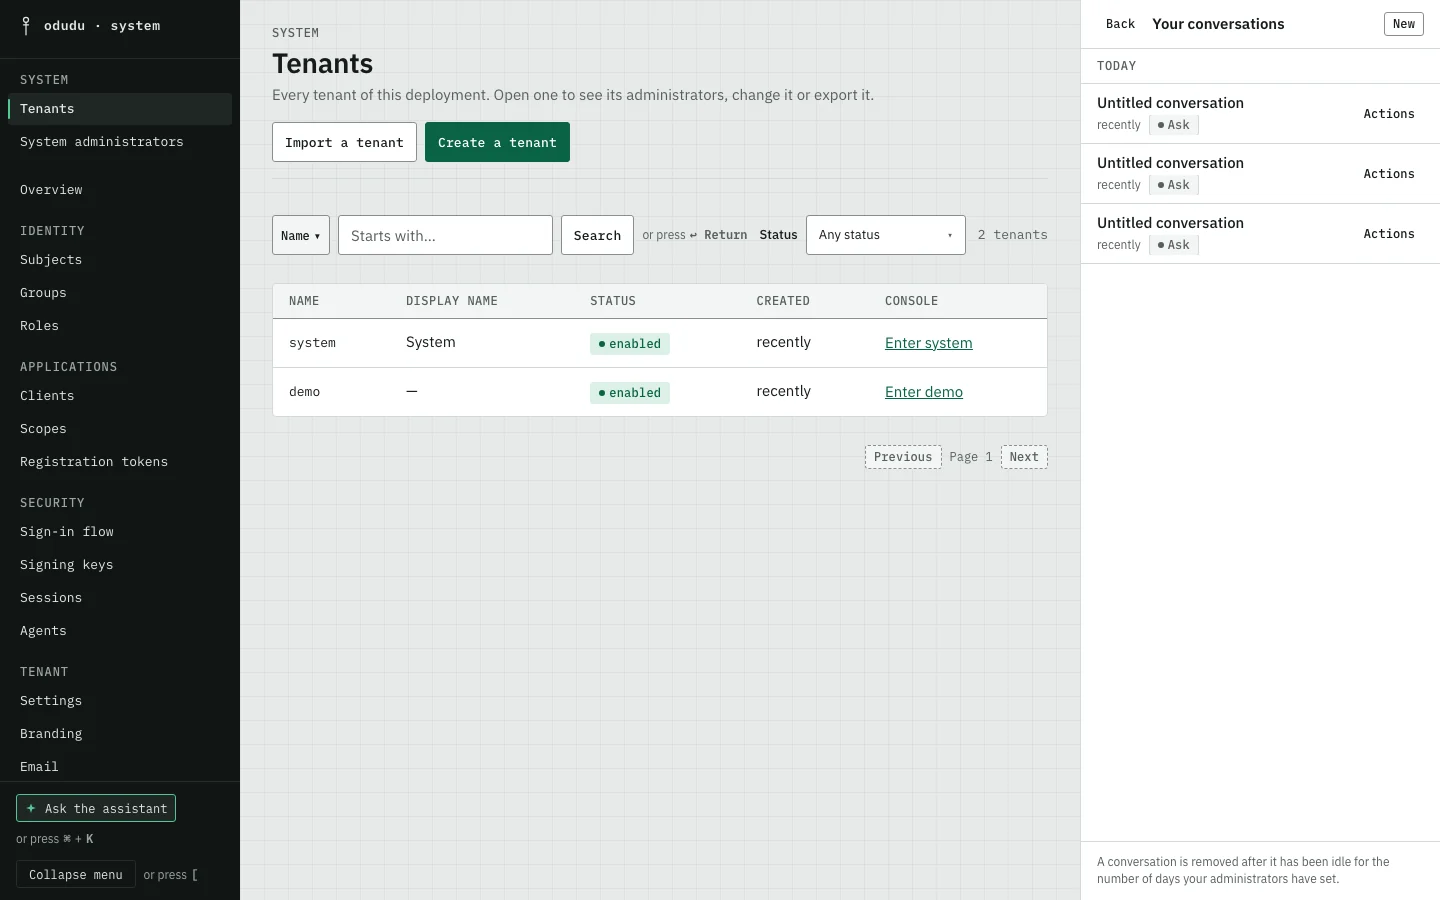 odudu · system
SYSTEM
Tenants
System administrators
Overview
IDENTITY
Subjects
Groups
Roles
APPLICATIONS
Clients
Scopes
Registration tokens
SECURITY
Sign-in flow
Signing keys
Sessions
Agents
TENANT
Settings
Branding
Email
Ask the assistant
or press ⌘ + K
Collapse menu or press [
SYSTEM
Tenants
Every tenant of this deployment. Open one to see its administrators, change it or export it.
Import a tenant Create a tenant
Name ▾ Starts with... Search or press ↩ Return Status Any status ▾ 2 tenants
NAME DISPLAY NAME STATUS CREATED CONSOLE
system System enabled recently Enter system
demo — enabled recently Enter demo
Previous Page 1 Next
Back Your conversations New
TODAY
Untitled conversation
recently Ask Actions
Untitled conversation
recently Ask Actions
Untitled conversation
recently Ask Actions
A conversation is removed after it has been idle for the
number of days your administrators have set.